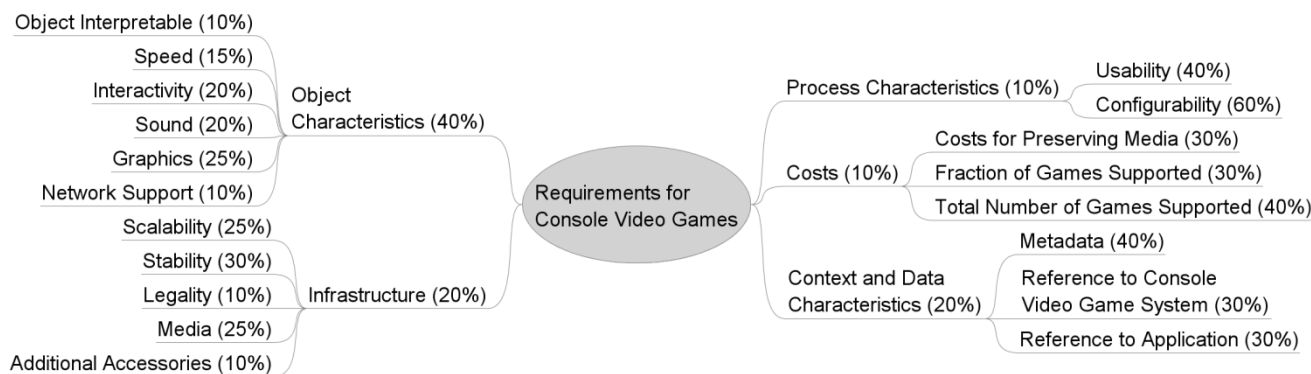 Object Interpretable (10%)
Speed (15%)
Interactivity (20%)
Sound (20%)
Graphics (25%)
Network Support (10%)
Object
Characteristics (40%)
Scalability (25%)
Stability (30%)
Legality (10%)
Media (25%)
Additional Accessories (10%)
Infrastructure (20%)
Requirements for
Console Video Games
Process Characteristics (10%)
Usability (40%)
Configurability (60%)
Costs (10%)
Costs for Preserving Media (30%)
Fraction of Games Supported (30%)
Total Number of Games Supported (40%)
Context and Data
Characteristics (20%)
Metadata (40%)
Reference to Console
Video Game System (30%)
Reference to Application (30%)